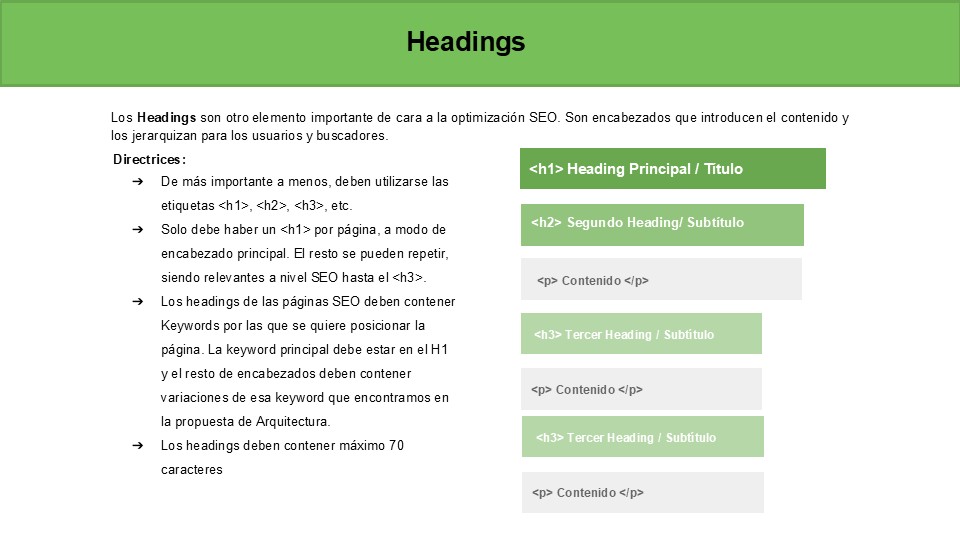 Headings
Los Headings son otro elemento importante de cara a la optimización SEO. Son encabezados que introducen el contenido y
los jerarquizan para los usuarios y buscadores.
Directrices:
➔ De más importante a menos, deben utilizarse las
etiquetas <h1>, <h2>, <h3>, etc.
➔ Solo debe haber un <h1> por página, a modo de
encabezado principal. El resto se pueden repetir,
siendo relevantes a nivel SEO hasta el <h3>.
➔ Los headings de las páginas SEO deben contener
Keywords por las que se quiere posicionar la
página. La keyword principal debe estar en el H1
y el resto de encabezados deben contener
variaciones de esa keyword que encontramos en
la propuesta de Arquitectura.
➔ Los headings deben contener máximo 70
caracteres
<h1> Heading Principal / Título
<h2> Segundo Heading/ Subtítulo
<p> Contenido </p>
<h3> Tercer Heading / Subtítulo
<p> Contenido </p>
<h3> Tercer Heading / Subtítulo
<p> Contenido </p>